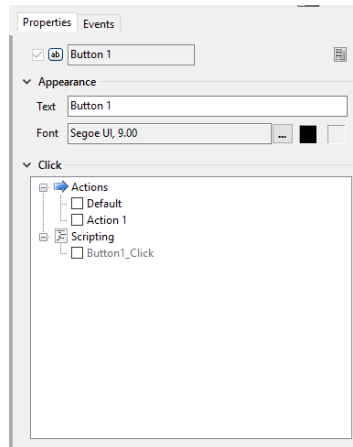 Properties Events
ab Button 1
Appearance
Text Button 1
Font Segoe UI, 9.00 ...
Click
Actions
Default
Action 1
Scripting
Button1_Click